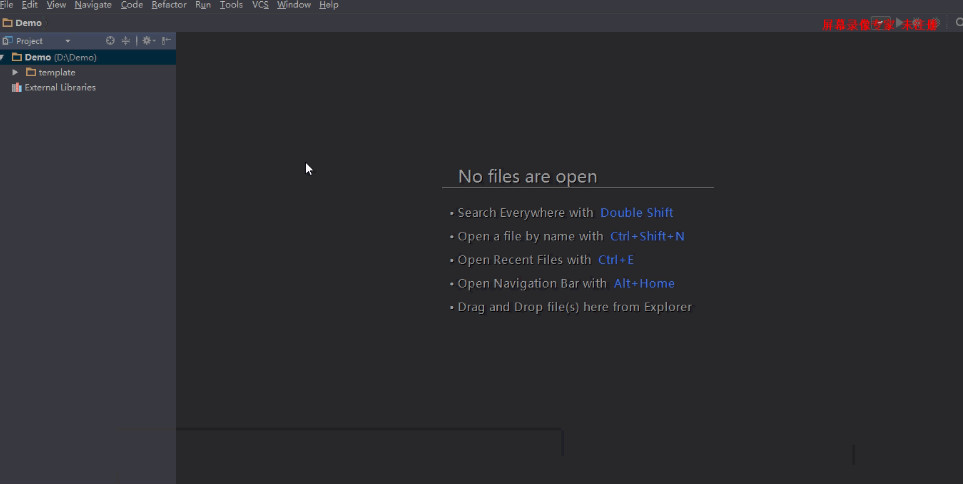 File Edit View Navigate Code Refactor Run Tools VCS Window Help
Demo
屏幕录像专家 未注册
Project
Demo (D:\Demo)
template
External Libraries
No files are open
• Search Everywhere with Double Shift
• Open a file by name with Ctrl+Shift+N
• Open Recent Files with Ctrl+E
• Open Navigation Bar with Alt+Home
• Drag and Drop file(s) here from Explorer